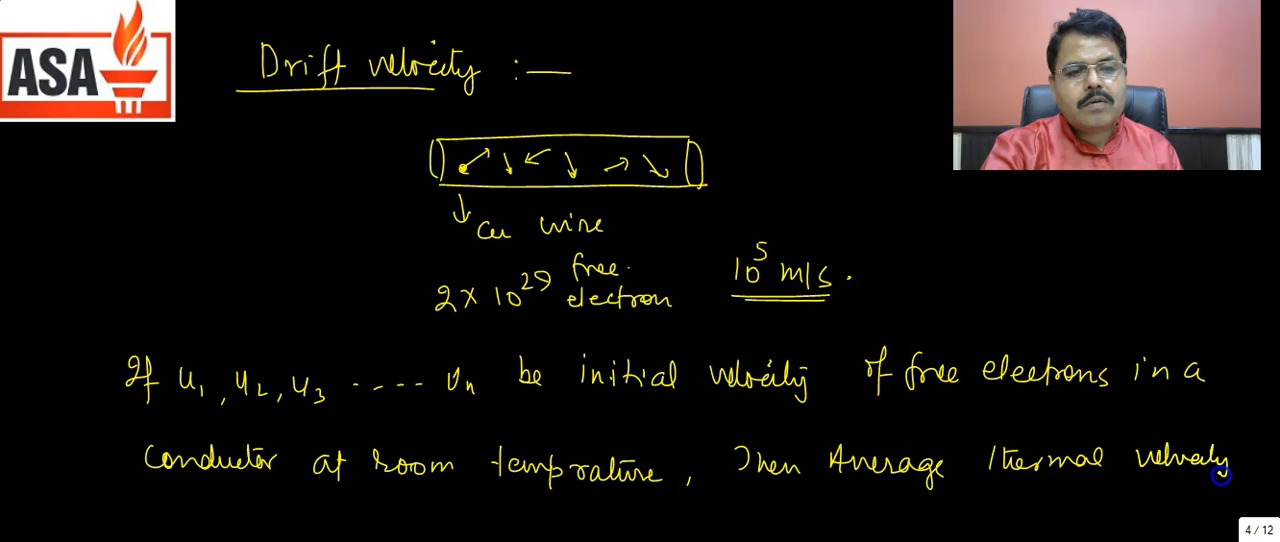 ASA
Drift velocity :—
Cu wire
2 × 10^29 free electron
10^5 m/s.
If u1, u2, u3 ..... un be initial velocity of free electrons in a
conductor at room temprature, Then Average thermal velocity
4 / 12